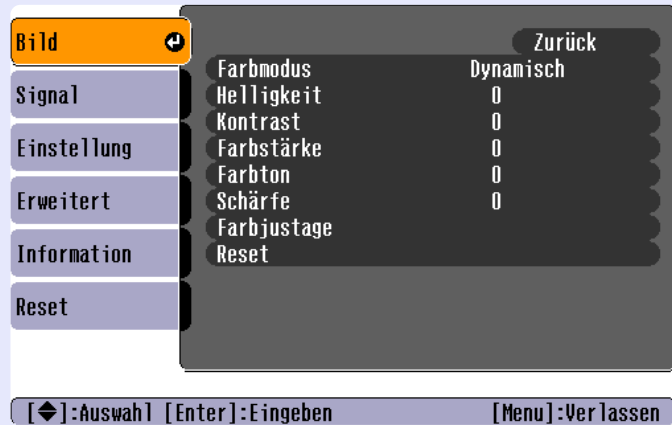 Bild
Signal
Einstellung
Erweitert
Information
Reset
Zurück
Farbmodus Dynamisch
Helligkeit 0
Kontrast 0
Farbstärke 0
Farbton 0
Schärfe 0
Farbjustage
Reset
[◆]:Auswahl [Enter]:Eingeben [Menu]:Verlassen